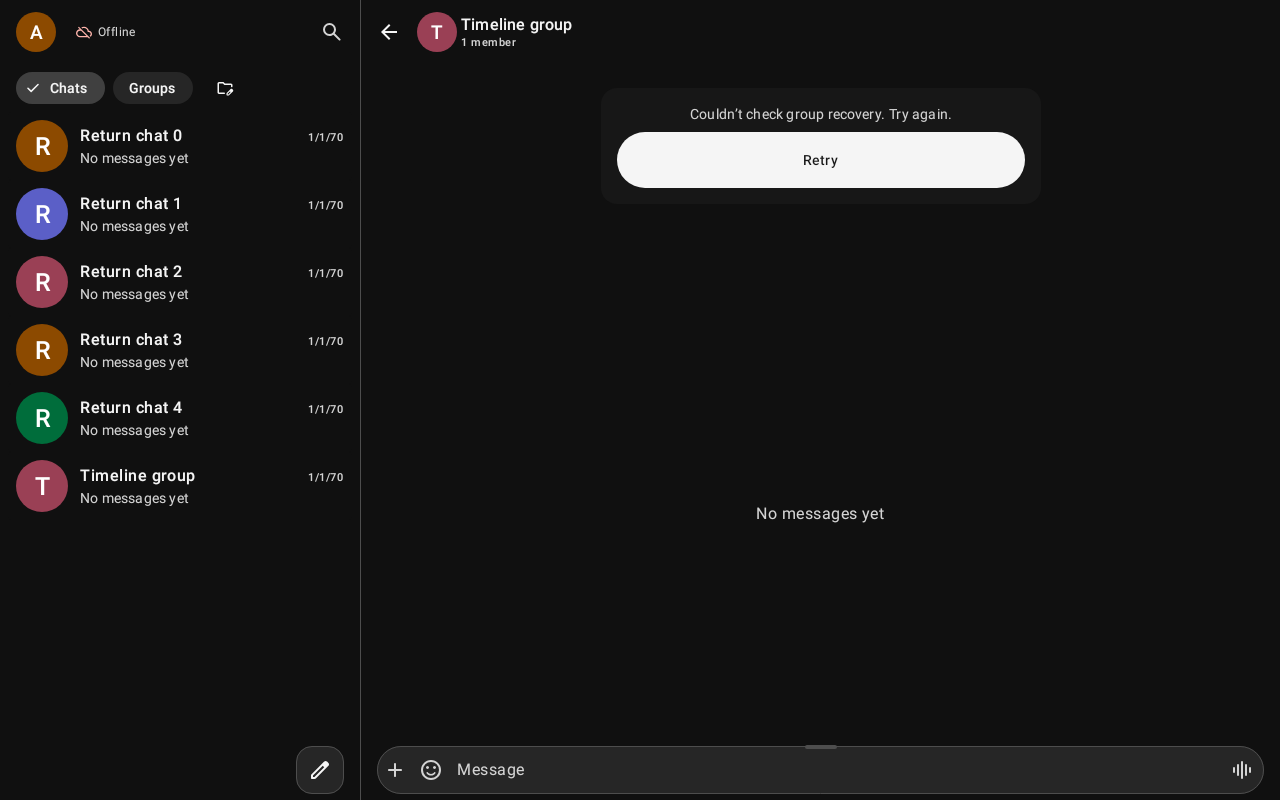 A
Offline
Chats
Groups
R
Return chat 0
1/1/70
No messages yet
R
Return chat 1
1/1/70
No messages yet
R
Return chat 2
1/1/70
No messages yet
R
Return chat 3
1/1/70
No messages yet
R
Return chat 4
1/1/70
No messages yet
T
Timeline group
1/1/70
No messages yet
T
Timeline group
1 member
Couldn’t check group recovery. Try again.
Retry
No messages yet
Message